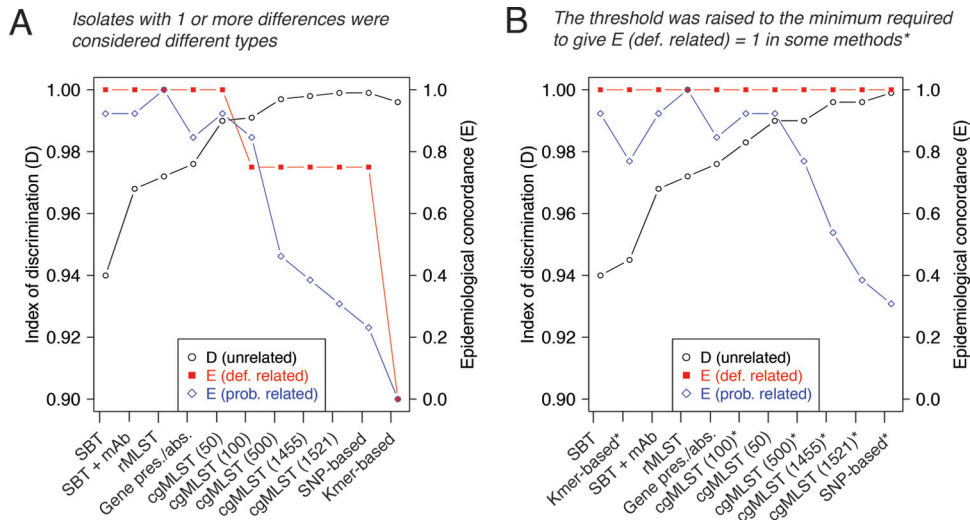 A
Isolates with 1 or more differences were
considered different types
Index of discrimination (D)
1.00
0.98
0.96
0.94
0.92
0.90
1.0
0.8
0.6
0.4
0.2
0.0
Epidemiological concordance (E)
D (unrelated)
E (def. related)
E (prob. related)
SBT
SBT + mAb
rMLST
Gene pres./abs.
cgMLST (50)
cgMLST (100)
cgMLST (500)
cgMLST (1455)
cgMLST (1521)
SNP-based
Kmer-based
B
The threshold was raised to the minimum required
to give E (def. related) = 1 in some methods*
Index of discrimination (D)
1.00
0.98
0.96
0.94
0.92
0.90
1.0
0.8
0.6
0.4
0.2
0.0
Epidemiological concordance (E)
D (unrelated)
E (def. related)
E (prob. related)
SBT
Kmer-based*
SBT + mAb
rMLST
Gene pres./abs.
cgMLST (100)*
cgMLST (50)
cgMLST (500)*
cgMLST (1455)*
cgMLST (1521)*
SNP-based*